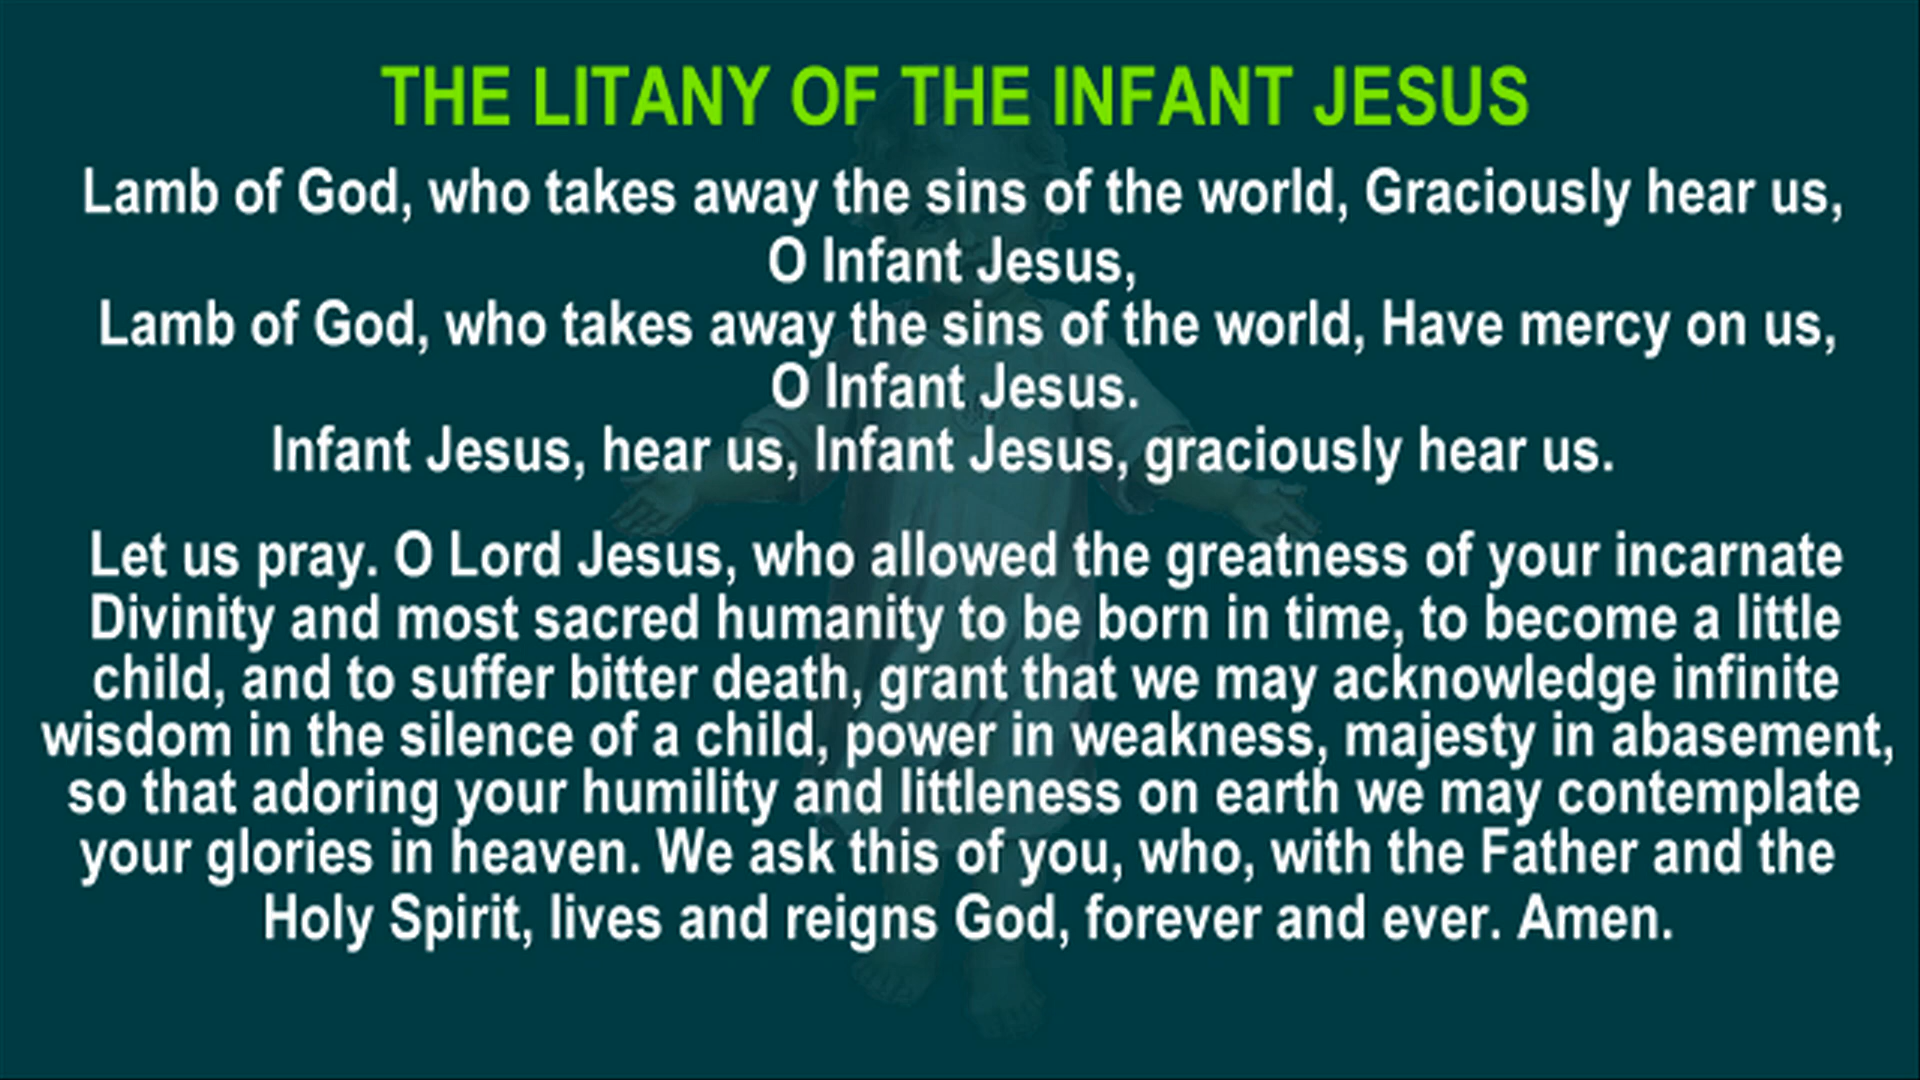 THE LITANY OF THE INFANT JESUS
Lamb of God, who takes away the sins of the world, Graciously hear us,
O Infant Jesus,
Lamb of God, who takes away the sins of the world, Have mercy on us,
O Infant Jesus.
Infant Jesus, hear us, Infant Jesus, graciously hear us.
Let us pray. O Lord Jesus, who allowed the greatness of your incarnate
Divinity and most sacred humanity to be born in time, to become a little
child, and to suffer bitter death, grant that we may acknowledge infinite
wisdom in the silence of a child, power in weakness, majesty in abasement,
so that adoring your humility and littleness on earth we may contemplate
your glories in heaven. We ask this of you, who, with the Father and the
Holy Spirit, lives and reigns God, forever and ever. Amen.